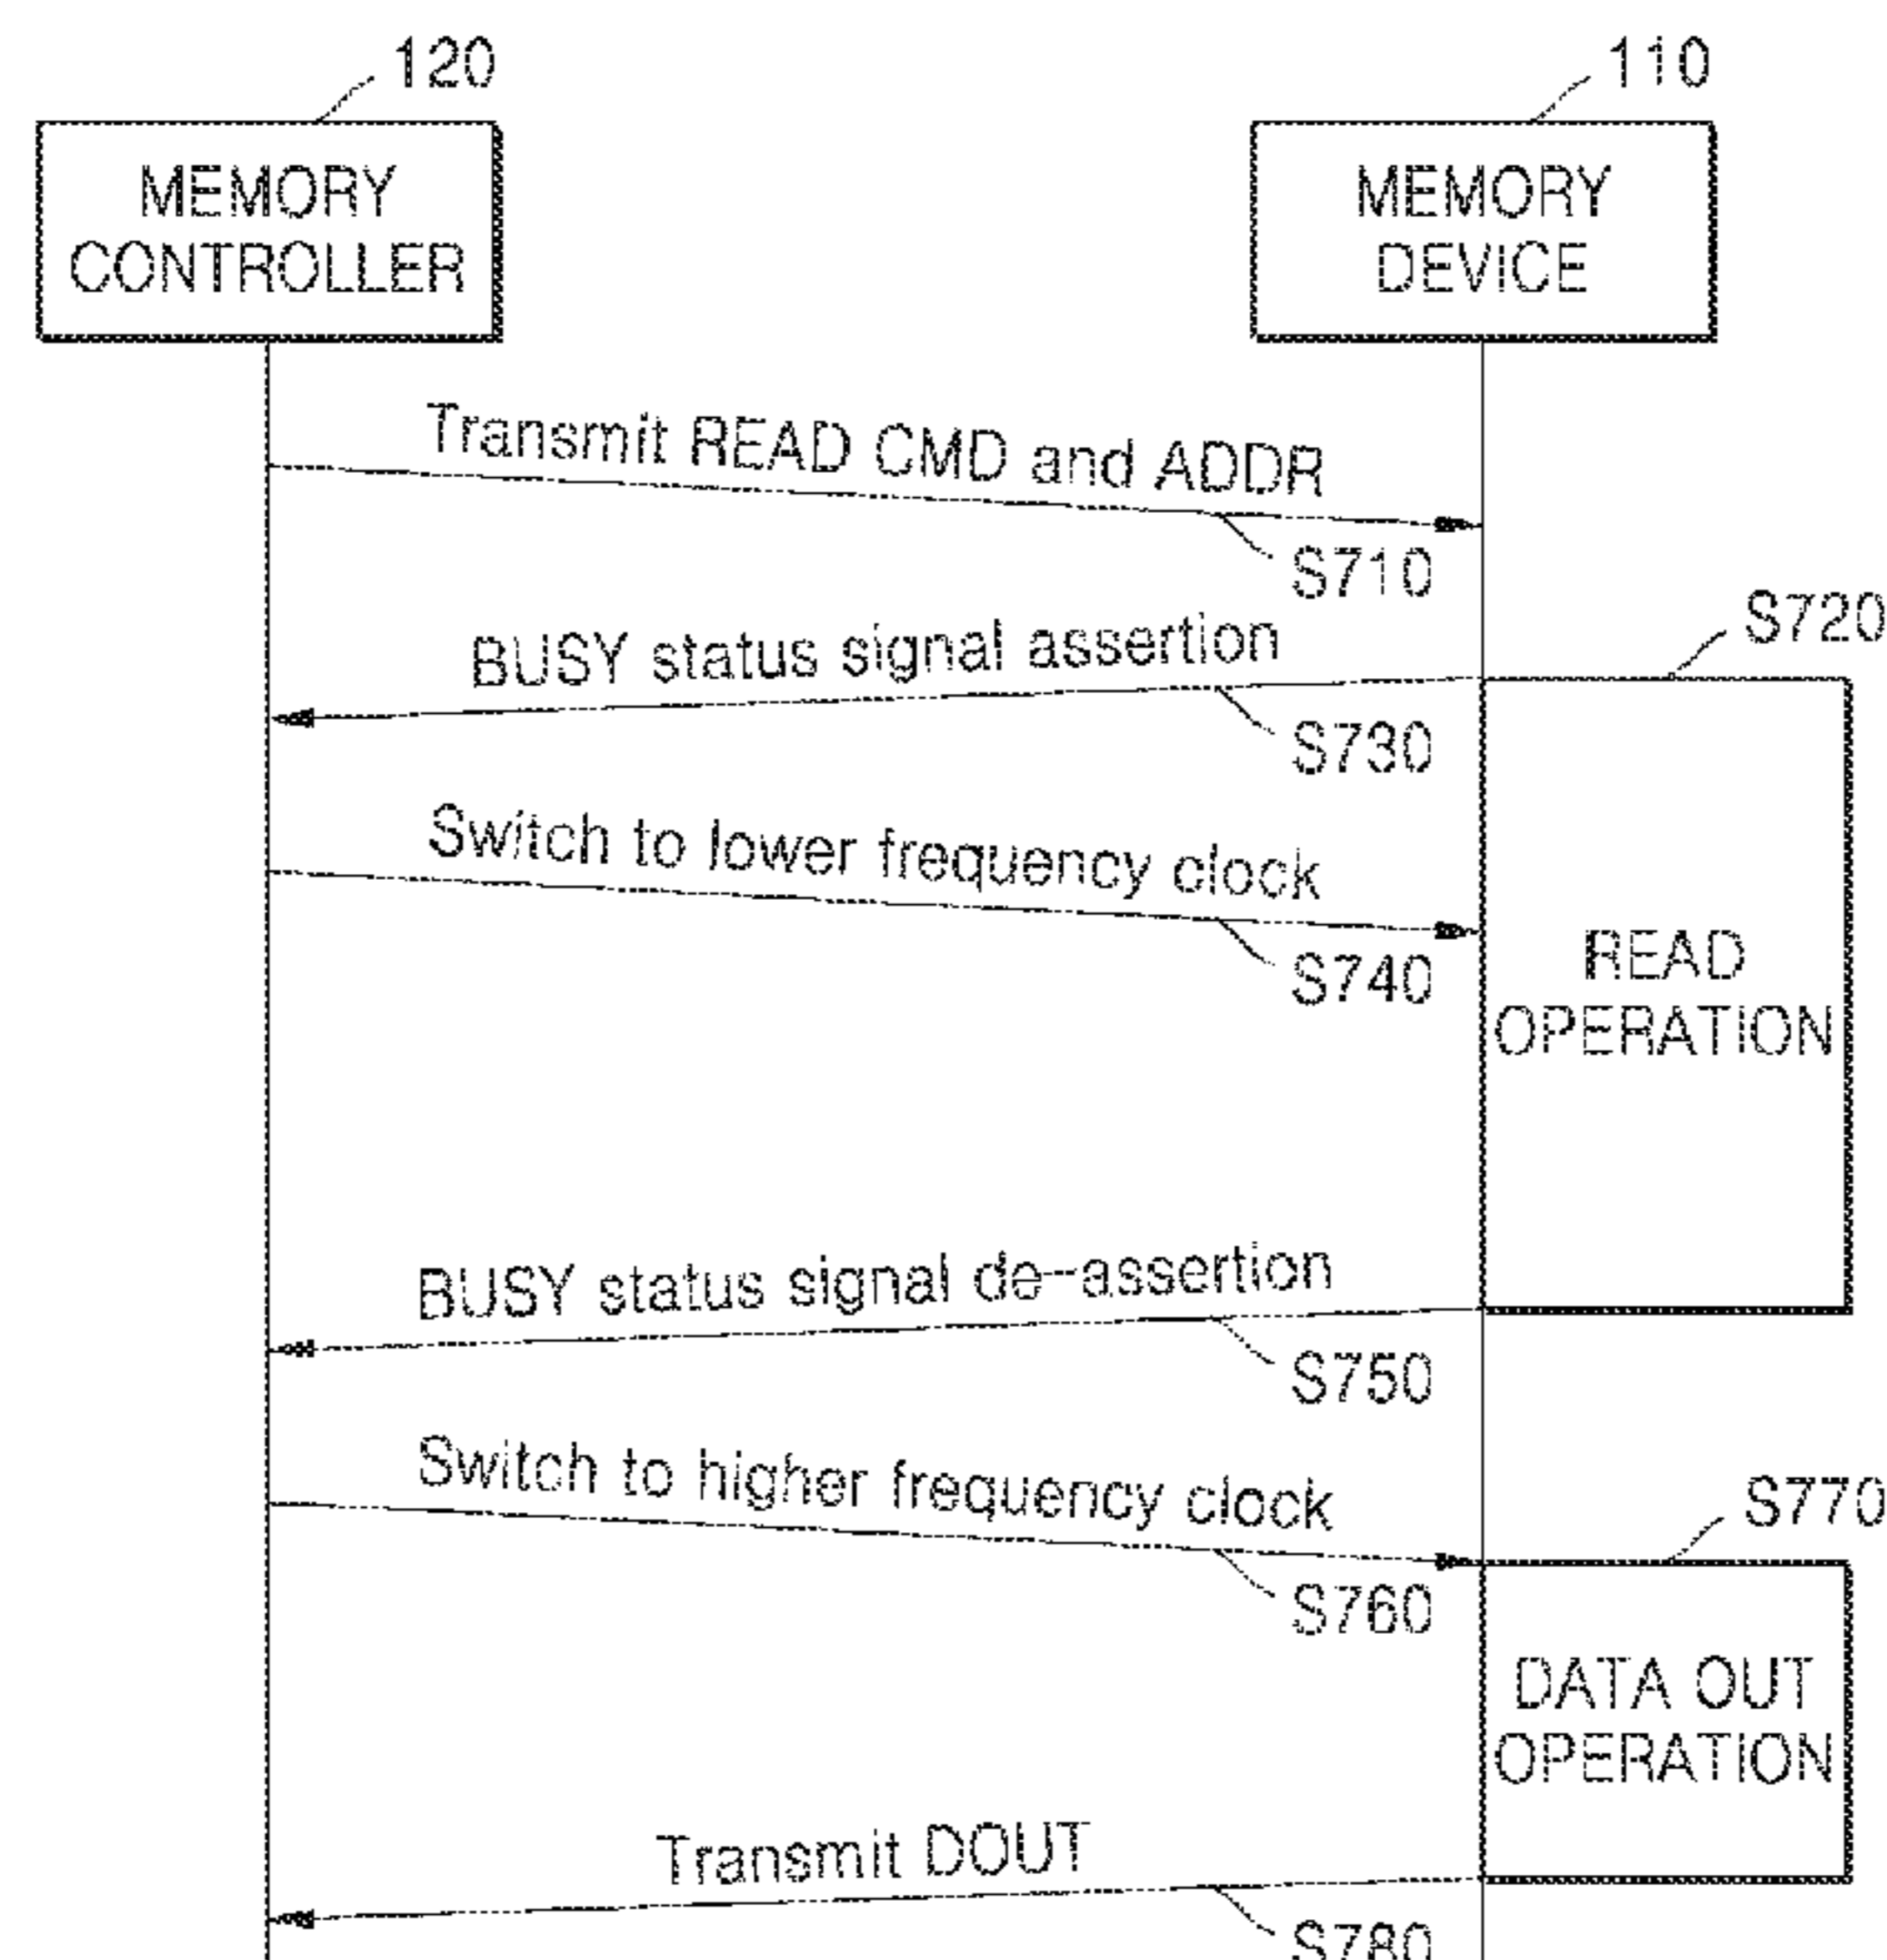 120
110
MEMORY
CONTROLLER
MEMORY
DEVICE
Transmit READ CMD and ADDR
S710
S720
BUSY status signal assertion
S730
Switch to lower frequency clock
S740
READ
OPERATION
BUSY status signal de-assertion
S750
Switch to higher frequency clock
S770
S760
DATA OUT
OPERATION
Transmit DOUT
S780